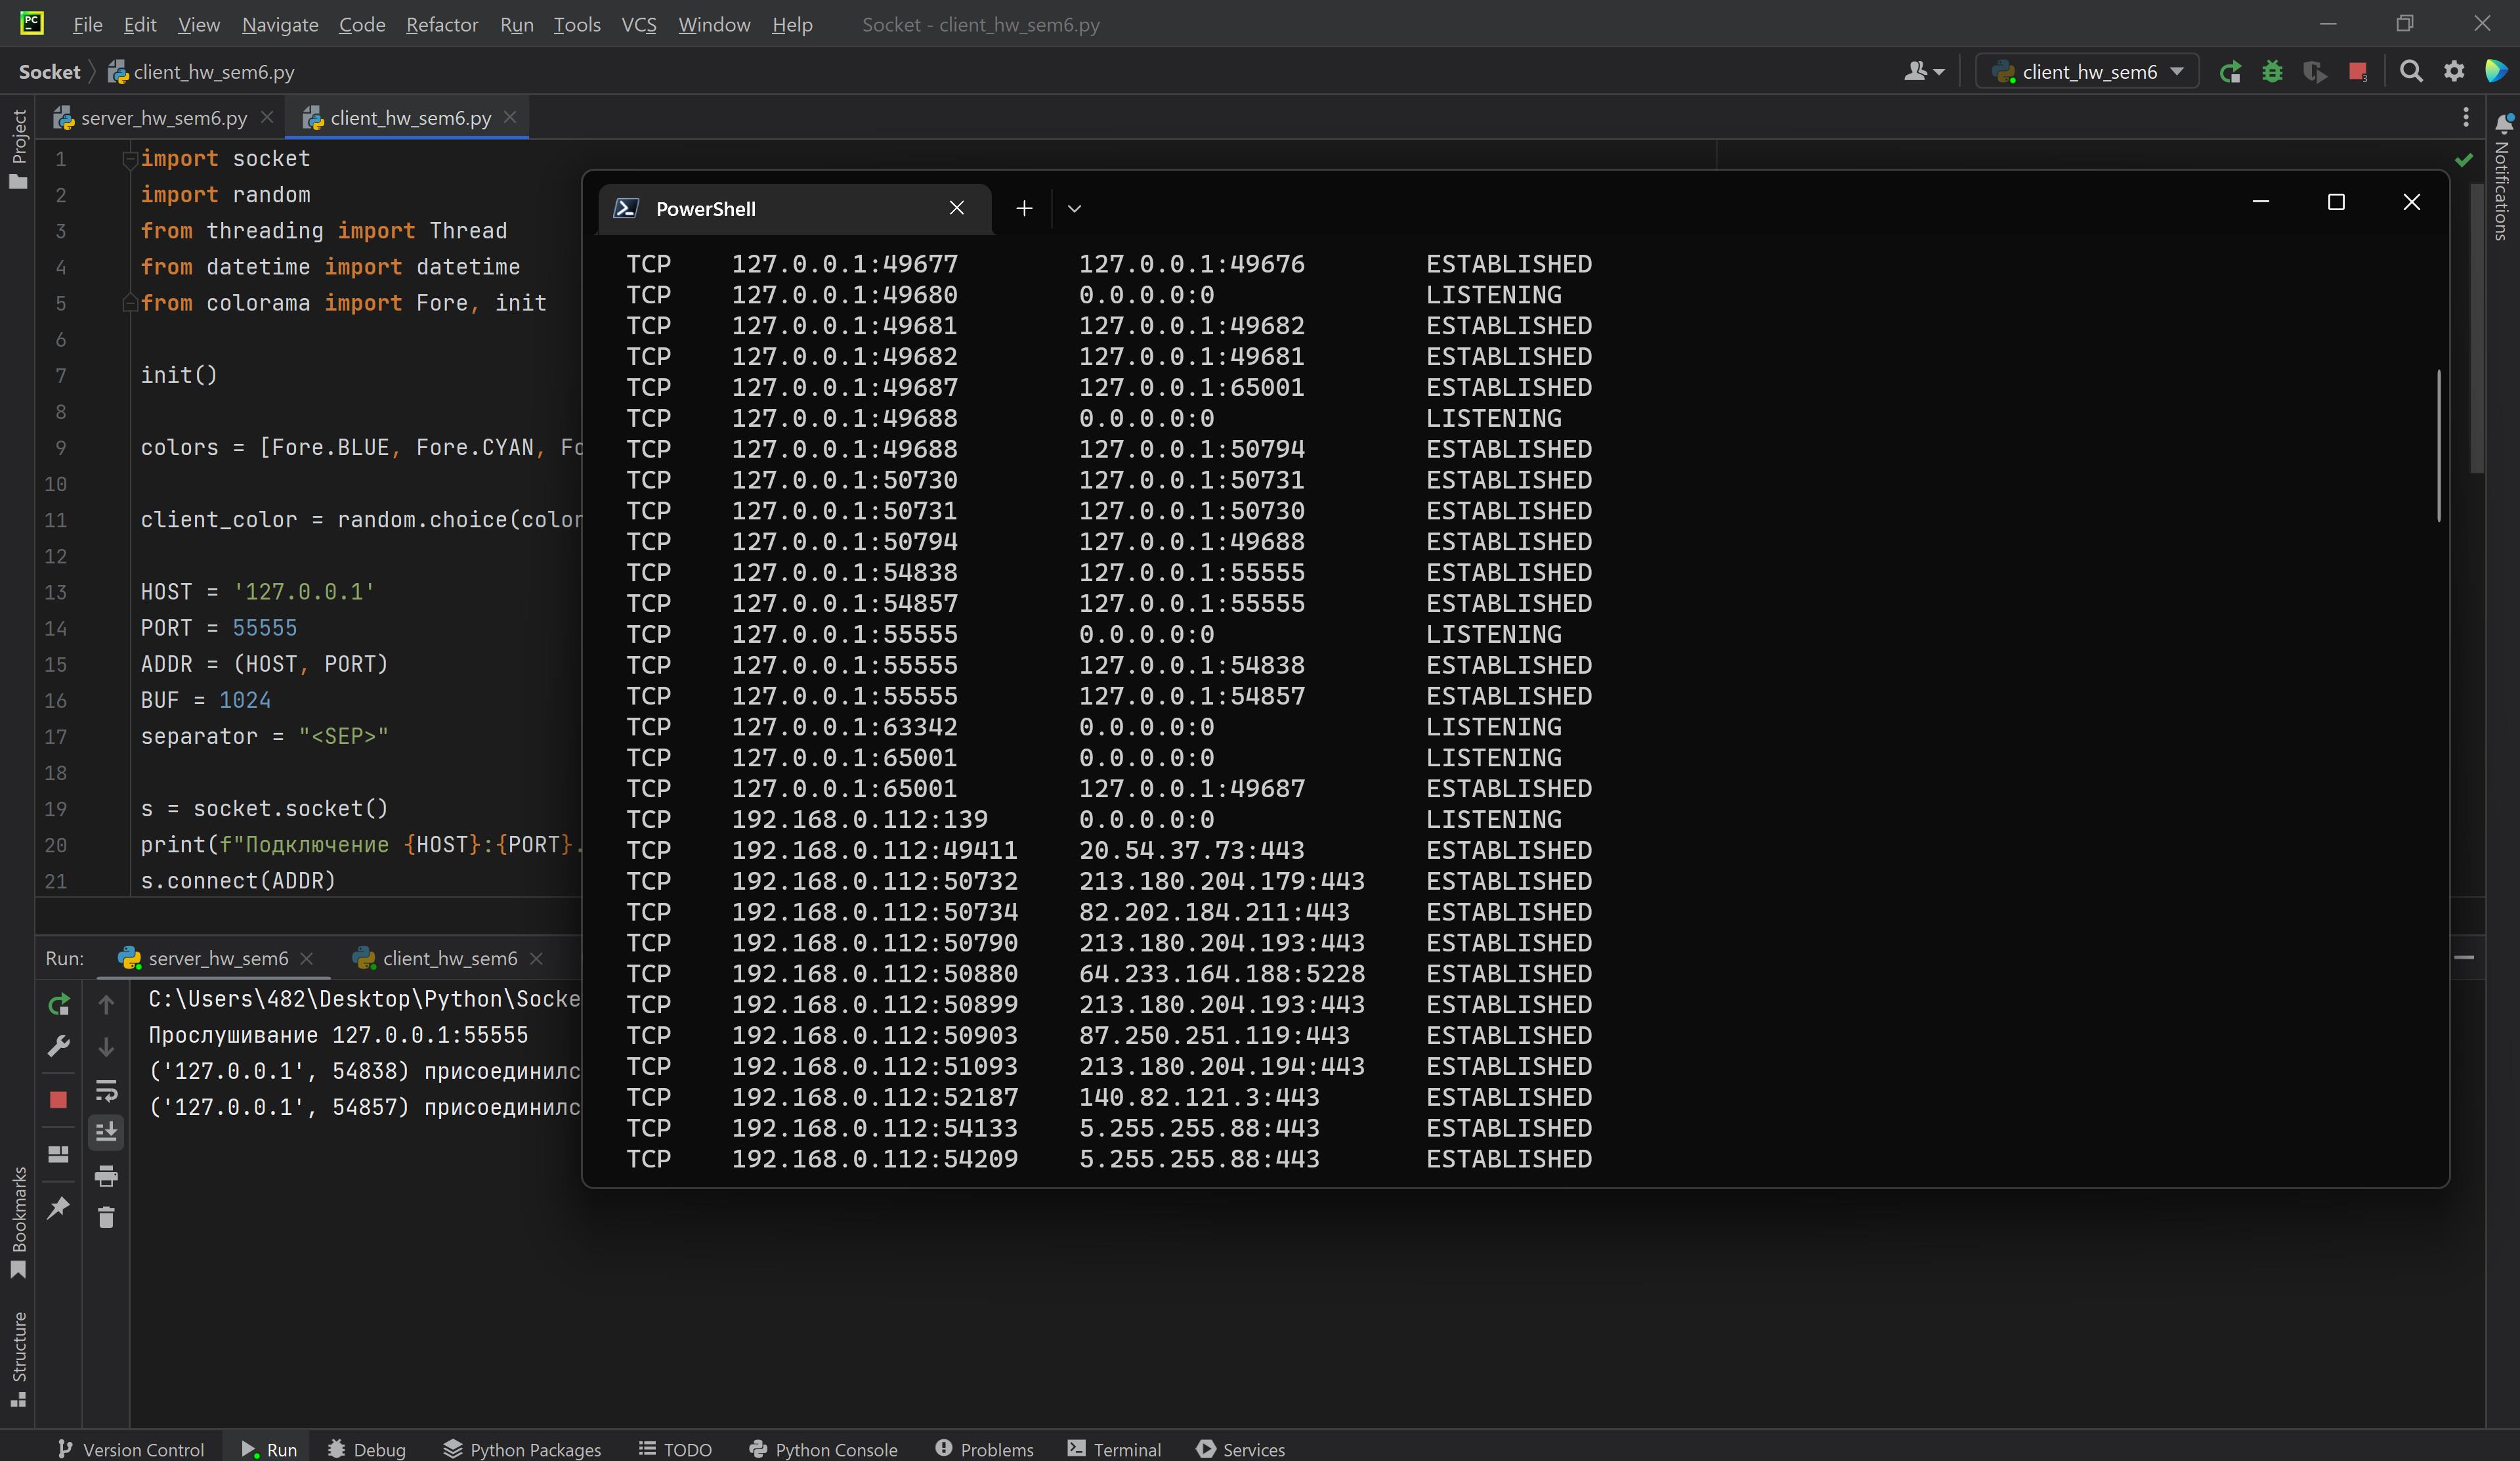 File Edit View Navigate Code Refactor Run Tools VCS Window Help Socket - client_hw_sem6.py
Socket client_hw_sem6.py client_hw_sem6
Project
server_hw_sem6.py client_hw_sem6.py
Notifications
1 import socket
2 import random
3 from threading import Thread
4 from datetime import datetime
5 from colorama import Fore, init
6
7 init()
8
9 colors = [Fore.BLUE, Fore.CYAN, Fo
10
11 client_color = random.choice(color
12
13 HOST = '127.0.0.1'
14 PORT = 55555
15 ADDR = (HOST, PORT)
16 BUF = 1024
17 separator = "<SEP>"
18
19 s = socket.socket()
20 print(f"Подключение {HOST}:{PORT}.
21 s.connect(ADDR)
PowerShell
TCP 127.0.0.1:49677 127.0.0.1:49676 ESTABLISHED
TCP 127.0.0.1:49680 0.0.0.0:0 LISTENING
TCP 127.0.0.1:49681 127.0.0.1:49682 ESTABLISHED
TCP 127.0.0.1:49682 127.0.0.1:49681 ESTABLISHED
TCP 127.0.0.1:49687 127.0.0.1:65001 ESTABLISHED
TCP 127.0.0.1:49688 0.0.0.0:0 LISTENING
TCP 127.0.0.1:49688 127.0.0.1:50794 ESTABLISHED
TCP 127.0.0.1:50730 127.0.0.1:50731 ESTABLISHED
TCP 127.0.0.1:50731 127.0.0.1:50730 ESTABLISHED
TCP 127.0.0.1:50794 127.0.0.1:49688 ESTABLISHED
TCP 127.0.0.1:54838 127.0.0.1:55555 ESTABLISHED
TCP 127.0.0.1:54857 127.0.0.1:55555 ESTABLISHED
TCP 127.0.0.1:55555 0.0.0.0:0 LISTENING
TCP 127.0.0.1:55555 127.0.0.1:54838 ESTABLISHED
TCP 127.0.0.1:55555 127.0.0.1:54857 ESTABLISHED
TCP 127.0.0.1:63342 0.0.0.0:0 LISTENING
TCP 127.0.0.1:65001 0.0.0.0:0 LISTENING
TCP 127.0.0.1:65001 127.0.0.1:49687 ESTABLISHED
TCP 192.168.0.112:139 0.0.0.0:0 LISTENING
TCP 192.168.0.112:49411 20.54.37.73:443 ESTABLISHED
TCP 192.168.0.112:50732 213.180.204.179:443 ESTABLISHED
TCP 192.168.0.112:50734 82.202.184.211:443 ESTABLISHED
TCP 192.168.0.112:50790 213.180.204.193:443 ESTABLISHED
TCP 192.168.0.112:50880 64.233.164.188:5228 ESTABLISHED
TCP 192.168.0.112:50899 213.180.204.193:443 ESTABLISHED
TCP 192.168.0.112:50903 87.250.251.119:443 ESTABLISHED
TCP 192.168.0.112:51093 213.180.204.194:443 ESTABLISHED
TCP 192.168.0.112:52187 140.82.121.3:443 ESTABLISHED
TCP 192.168.0.112:54133 5.255.255.88:443 ESTABLISHED
TCP 192.168.0.112:54209 5.255.255.88:443 ESTABLISHED
Run: server_hw_sem6 client_hw_sem6
C:\Users\482\Desktop\Python\Socke
Прослушивание 127.0.0.1:55555
('127.0.0.1', 54838) присоединилс
('127.0.0.1', 54857) присоединилс
Bookmarks
Structure
Version Control Run Debug Python Packages TODO Python Console Problems Terminal Services